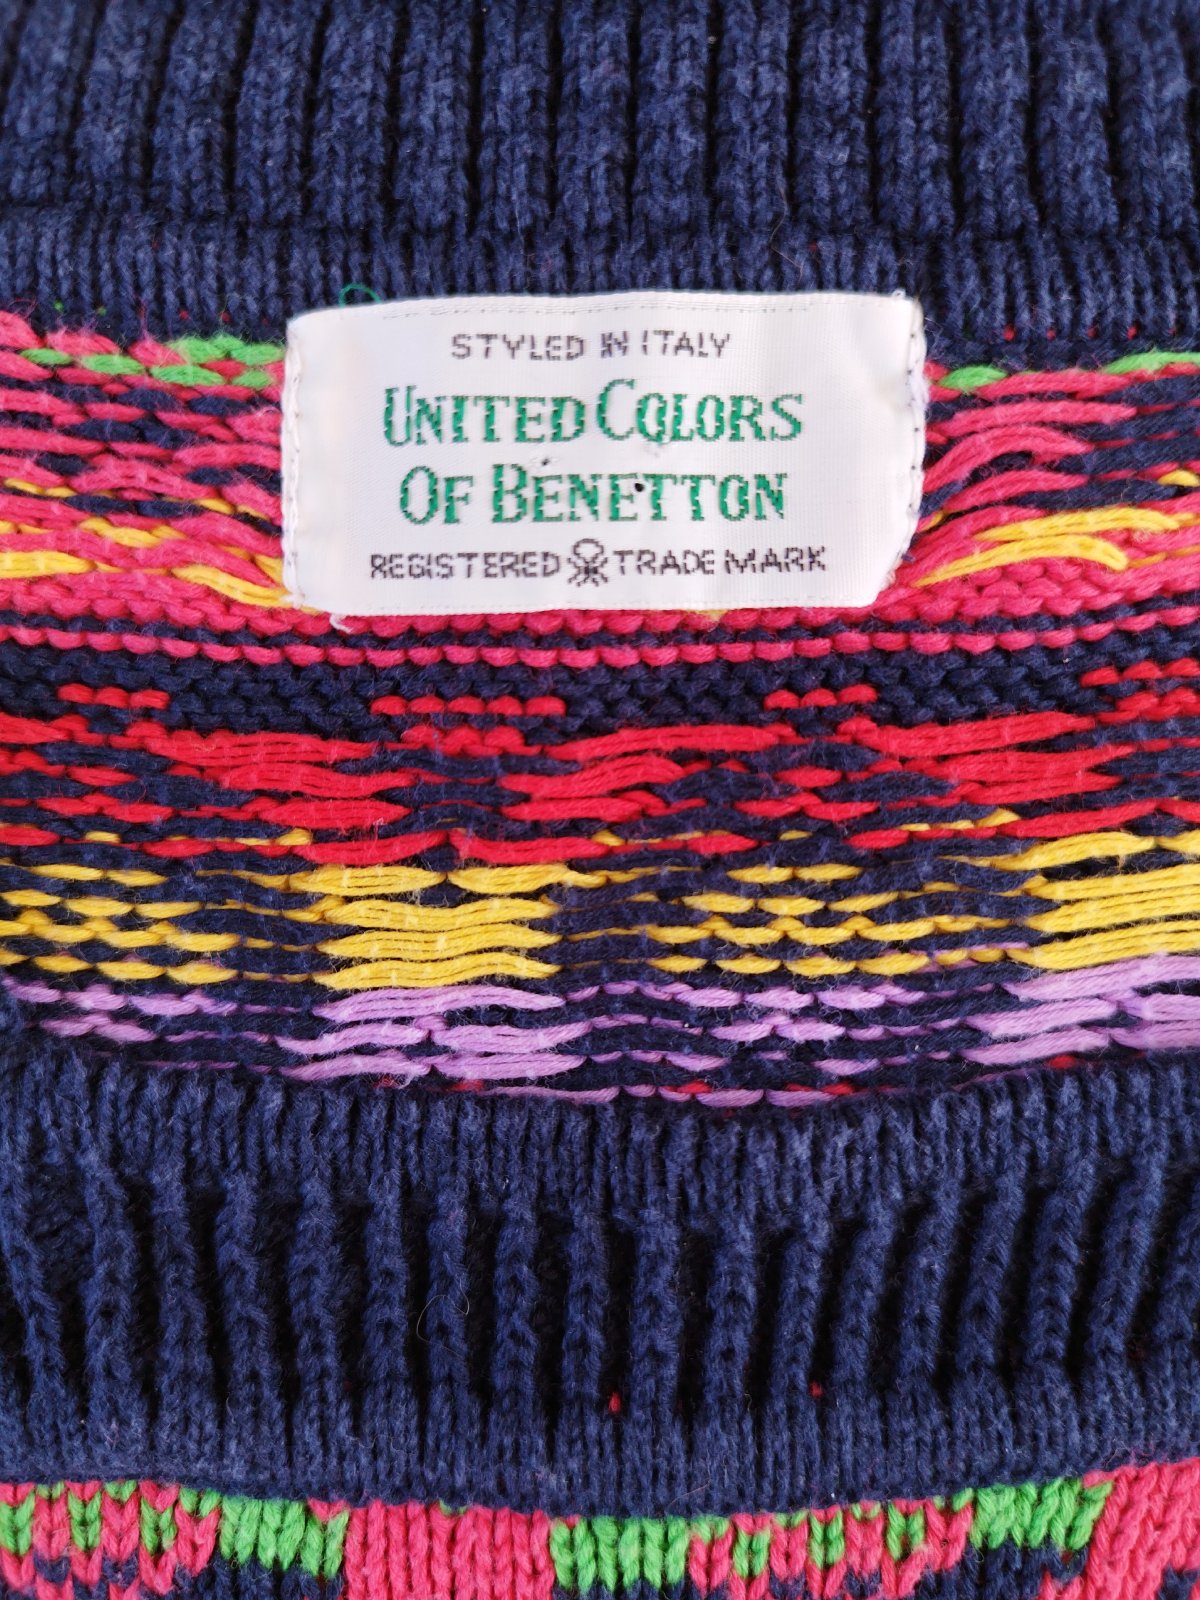 STYLED IN ITALY
UNITED COLORS
OF BENETTON
REGISTERED TRADE MARK